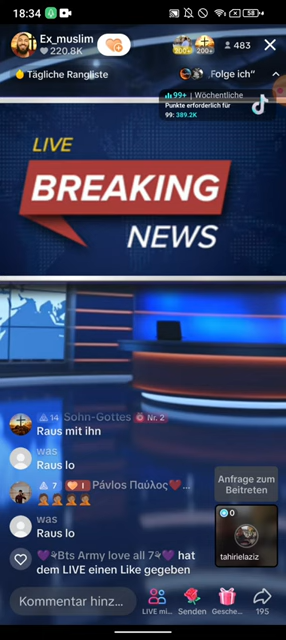 18:34
58
Ex_muslim
220.8K
200+
200+
483
Tägliche Rangliste
Folge ich"
99+ | Wöchentliche
Punkte erforderlich für
99: 389.2K
LIVE
BREAKING
NEWS
14 Sohn-Gottes Nr. 2
Raus mit ihn
was
Raus lo
7 I Pávlos Παύλος...
was
Raus lo
Bts Army love all 7 hat
dem LIVE einen Like gegeben
Anfrage zum
Beitreten
0
tahirielaziz
Kommentar hinz...
LIVE mi...
Senden
Gesche...
195